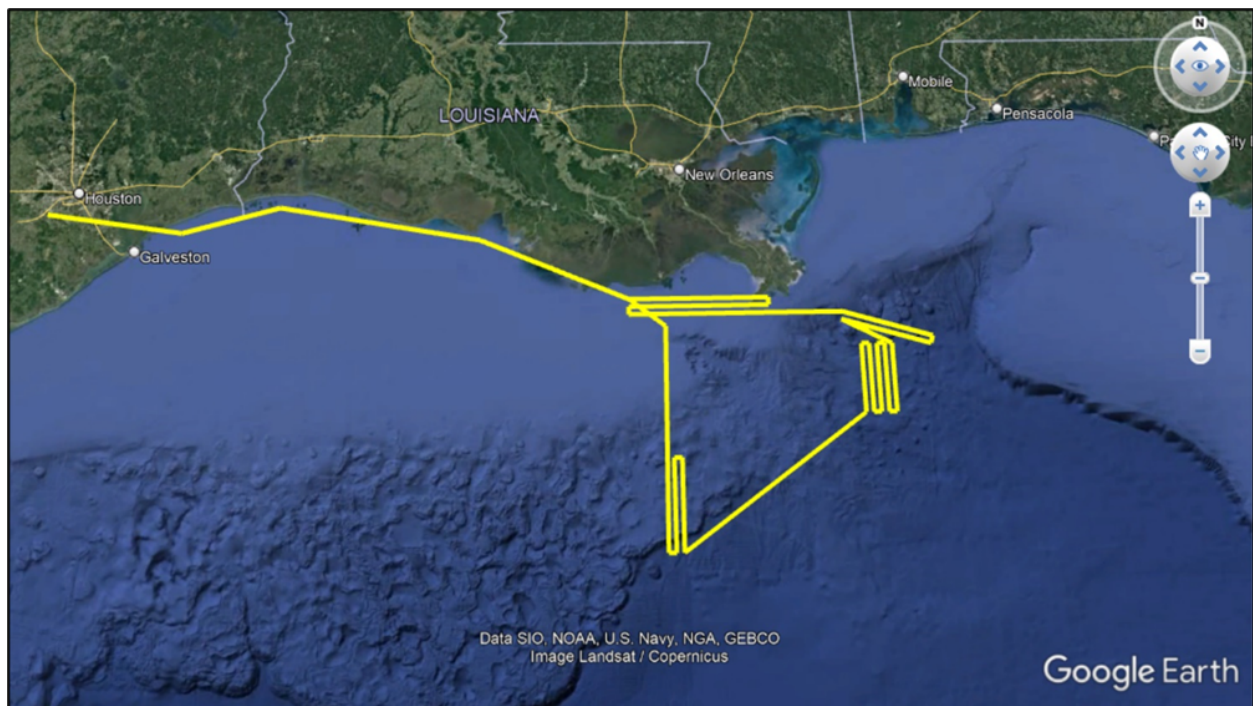 N
Mobile
Pensacola
LOUISIANA
New Orleans
Houston
Galveston
Data SIO, NOAA, U.S. Navy, NGA, GEBCO
Image Landsat / Copernicus
Google Earth